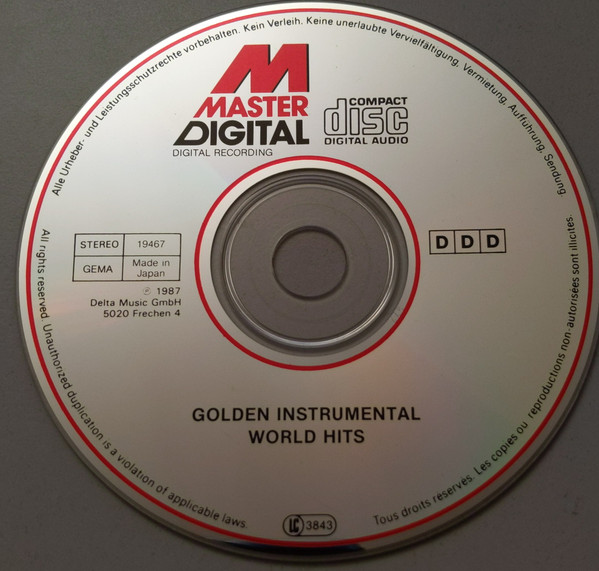 Alle Urheber- und Leistungsschutzrechte vorbehalten. Kein Verleih. Keine unerlaubte Vervielfältigung, Vermietung, Aufführung, Sendung
M
MASTER
DIGITAL
DIGITAL RECORDING
COMPACT
disc
DIGITAL AUDIO
STEREO 19467
GEMA Made in
Japan
℗ 1987
Delta Music GmbH
5020 Frechen 4
D D D
GOLDEN INSTRUMENTAL
WORLD HITS
All rights reserved. Unauthorized duplication is a violation of applicable laws.
LC 3843
Tous droits réservés. Les copies ou reproductions non-autorisées sont illicites.